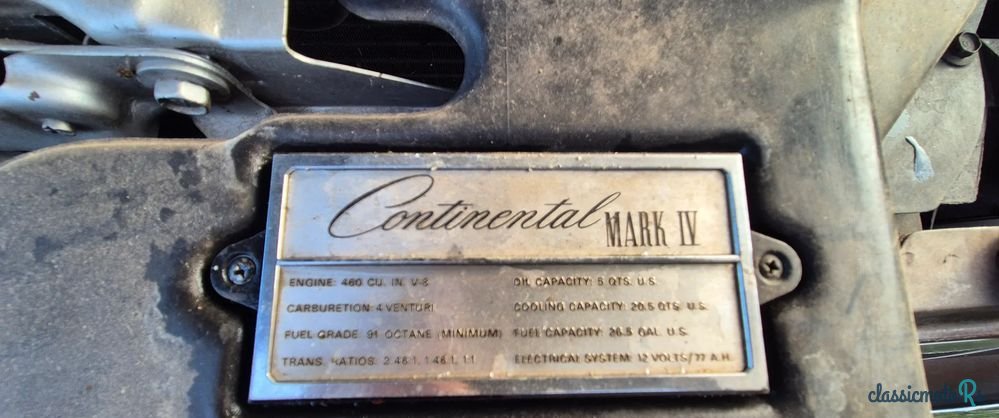 Continental MARK IV
ENGINE: 460 CU. IN. V-8
OIL CAPACITY: 5 QTS. U.S.
CARBURETION: 4 VENTURI
COOLING CAPACITY: 20.5 QTS. U.S.
FUEL GRADE: 91 OCTANE (MINIMUM)
FUEL CAPACITY: 26.5 GAL. U.S.
TRANS. RATIOS: 2.46:1, 1.46:1, 1:1
ELECTRICAL SYSTEM: 12 VOLTS/77 A.H.
classicmotoR